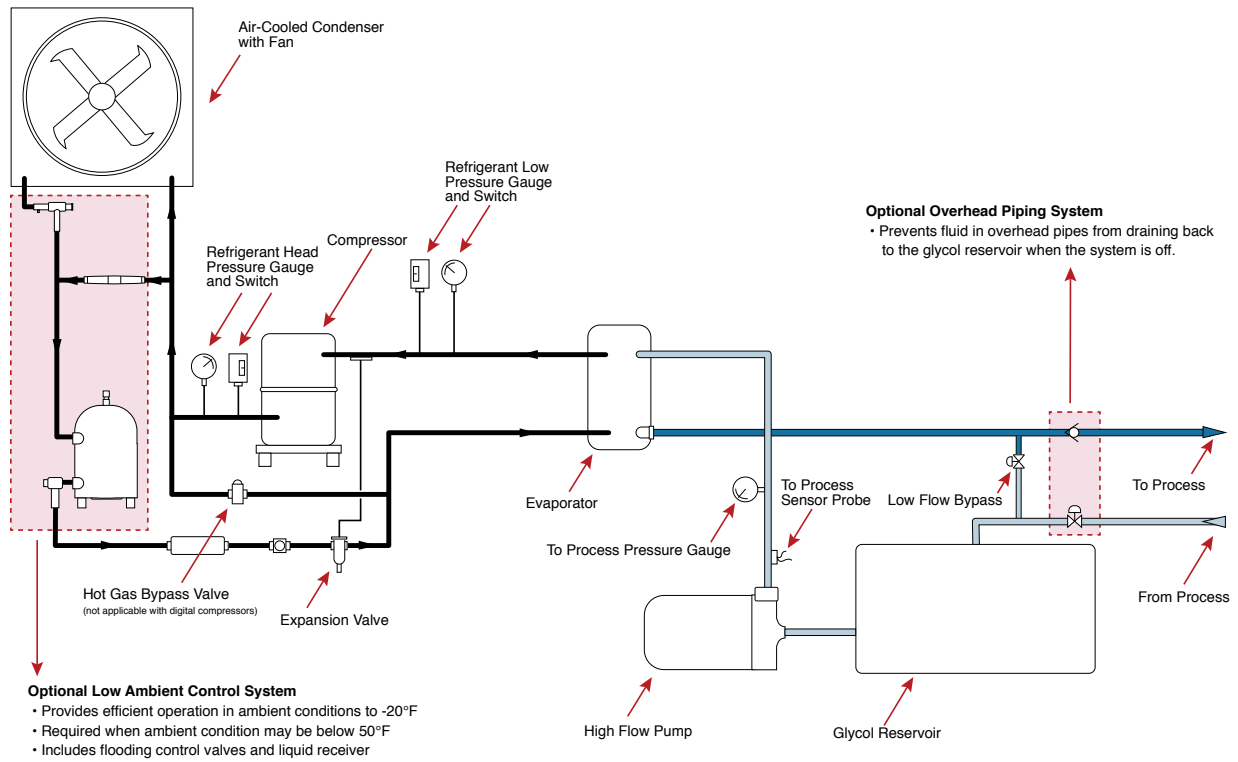 Air-Cooled Condenser
with Fan
Refrigerant Low
Pressure Gauge
and Switch
Optional Overhead Piping System
• Prevents fluid in overhead pipes from draining back
to the glycol reservoir when the system is off.
Compressor
Refrigerant Head
Pressure Gauge
and Switch
Evaporator
To Process
Sensor Probe
Low Flow Bypass
To Process
To Process Pressure Gauge
Hot Gas Bypass Valve
(not applicable with digital compressors)
Expansion Valve
From Process
Optional Low Ambient Control System
• Provides efficient operation in ambient conditions to -20°F
• Required when ambient condition may be below 50°F
• Includes flooding control valves and liquid receiver
High Flow Pump
Glycol Reservoir